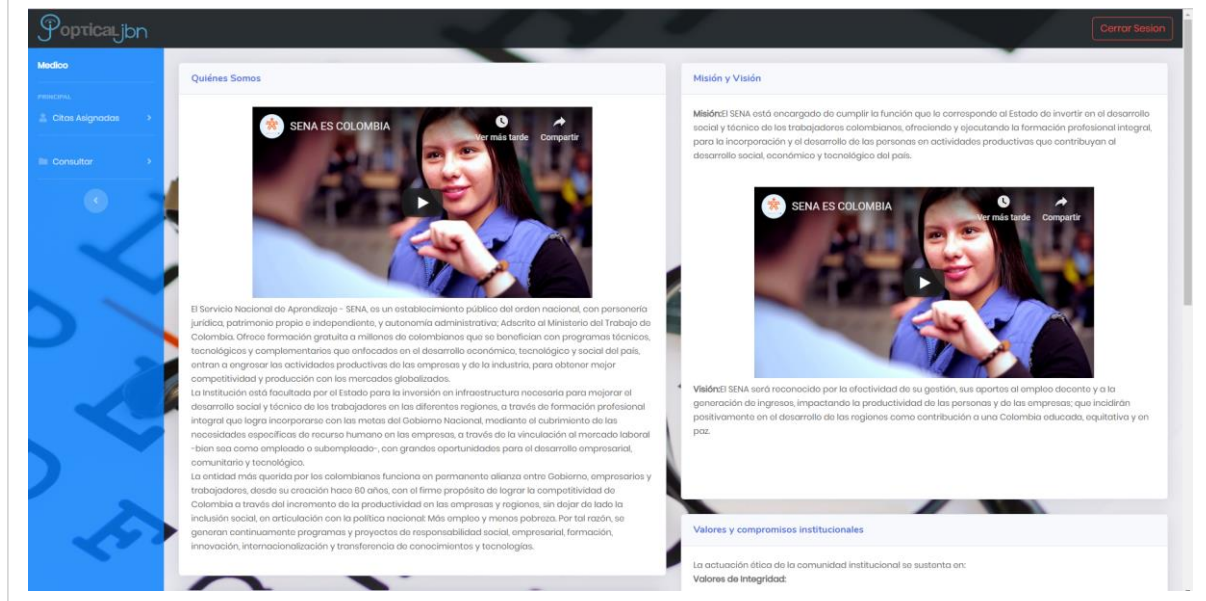 opticaljbn
Cerrar Sesion
Medico
PRINCIPAL
Citas Asignadas
Consultar
Quiénes Somos
SENA ES COLOMBIA
Ver más tarde
Compartir
El Servicio Nacional de Aprendizaje - SENA, es un establecimiento público del orden nacional, con personería
jurídica, patrimonio propio e independiente, y autonomía administrativa; Adscrito al Ministerio del Trabajo de
Colombia. Ofrece formación gratuita a millones de colombianos que se benefician con programas técnicos,
tecnológicos y complementarios que enfocados en el desarrollo económico, tecnológico y social del país,
entran a engrosar las actividades productivas de las empresas y de la industria, para obtener mejor
competitividad y producción con los mercados globalizados.
La Institución está facultada por el Estado para la inversión en infraestructura necesaria para mejorar el
desarrollo social y técnico de los trabajadores en las diferentes regiones, a través de formación profesional
integral que logra incorporarse con las metas del Gobierno Nacional, mediante el cubrimiento de las
necesidades específicas de recurso humano en las empresas, a través de la vinculación al mercado laboral
-bien sea como empleado o subempleado-, con grandes oportunidades para el desarrollo empresarial,
comunitario y tecnológico.
La entidad más querida por los colombianos funciona en permanente alianza entre Gobierno, empresarios y
trabajadores, desde su creación hace 60 años, con el firme propósito de lograr la competitividad de
Colombia a través del incremento de la productividad en las empresas y regiones, sin dejar de lado la
inclusión social, en articulación con la política nacional: Más empleo y menos pobreza. Por tal razón, se
generan continuamente programas y proyectos de responsabilidad social, empresarial, formación,
innovación, internacionalización y transferencia de conocimientos y tecnologías.
Misión y Visión
Misión:El SENA está encargado de cumplir la función que le corresponde al Estado de invertir en el desarrollo
social y técnico de los trabajadores colombianos, ofreciendo y ejecutando la formación profesional integral,
para la incorporación y el desarrollo de las personas en actividades productivas que contribuyan al
desarrollo social, económico y tecnológico del país.
SENA ES COLOMBIA
Ver más tarde
Compartir
Visión:El SENA será reconocido por la efectividad de su gestión, sus aportes al empleo decente y a la
generación de ingresos, impactando la productividad de las personas y de las empresas; que incidirán
positivamente en el desarrollo de las regiones como contribución a una Colombia educada, equitativa y en
paz.
Valores y compromisos institucionales
La actuación ética de la comunidad institucional se sustenta en:
Valores de Integridad: